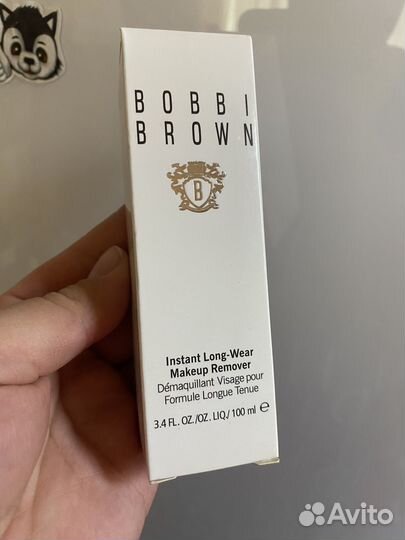 BOBBI
BROWN
B
Instant Long-Wear
Makeup Remover
Démaquillant Visage pour
Formule Longue Tenue
3.4 FL. OZ./OZ. LIQ./ 100 ml ℮
Avito